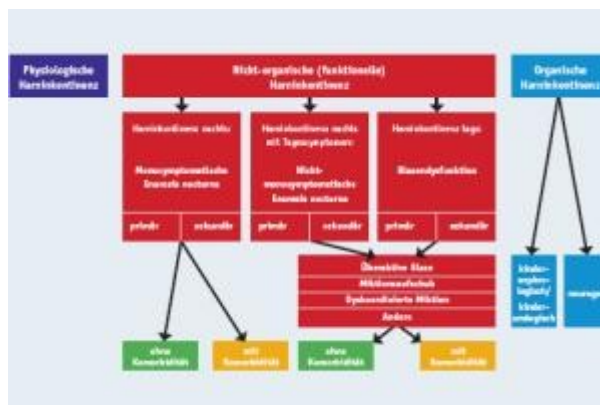 Physiologische
Harninkontinenz
Nicht-organische (funktionelle)
Harninkontinenz
Organische
Harninkontinenz
Harninkontinenz nachts
Monosymptomatische
Enuresis nocturna
Harninkontinenz nachts
mit Tagessymptomen:
Nicht-
monosymptomatische
Enuresis nocturna
Harninkontinenz tags
Blasendysfunktion
primär
sekundär
primär
sekundär
primär
sekundär
Überaktive Blase
Miktionsaufschub
Dyskoordinierte Miktion
Andere
kinder-
urologisch
ohne
Komorbidität
mit
Komorbidität
ohne
Komorbidität
mit
Komorbidität